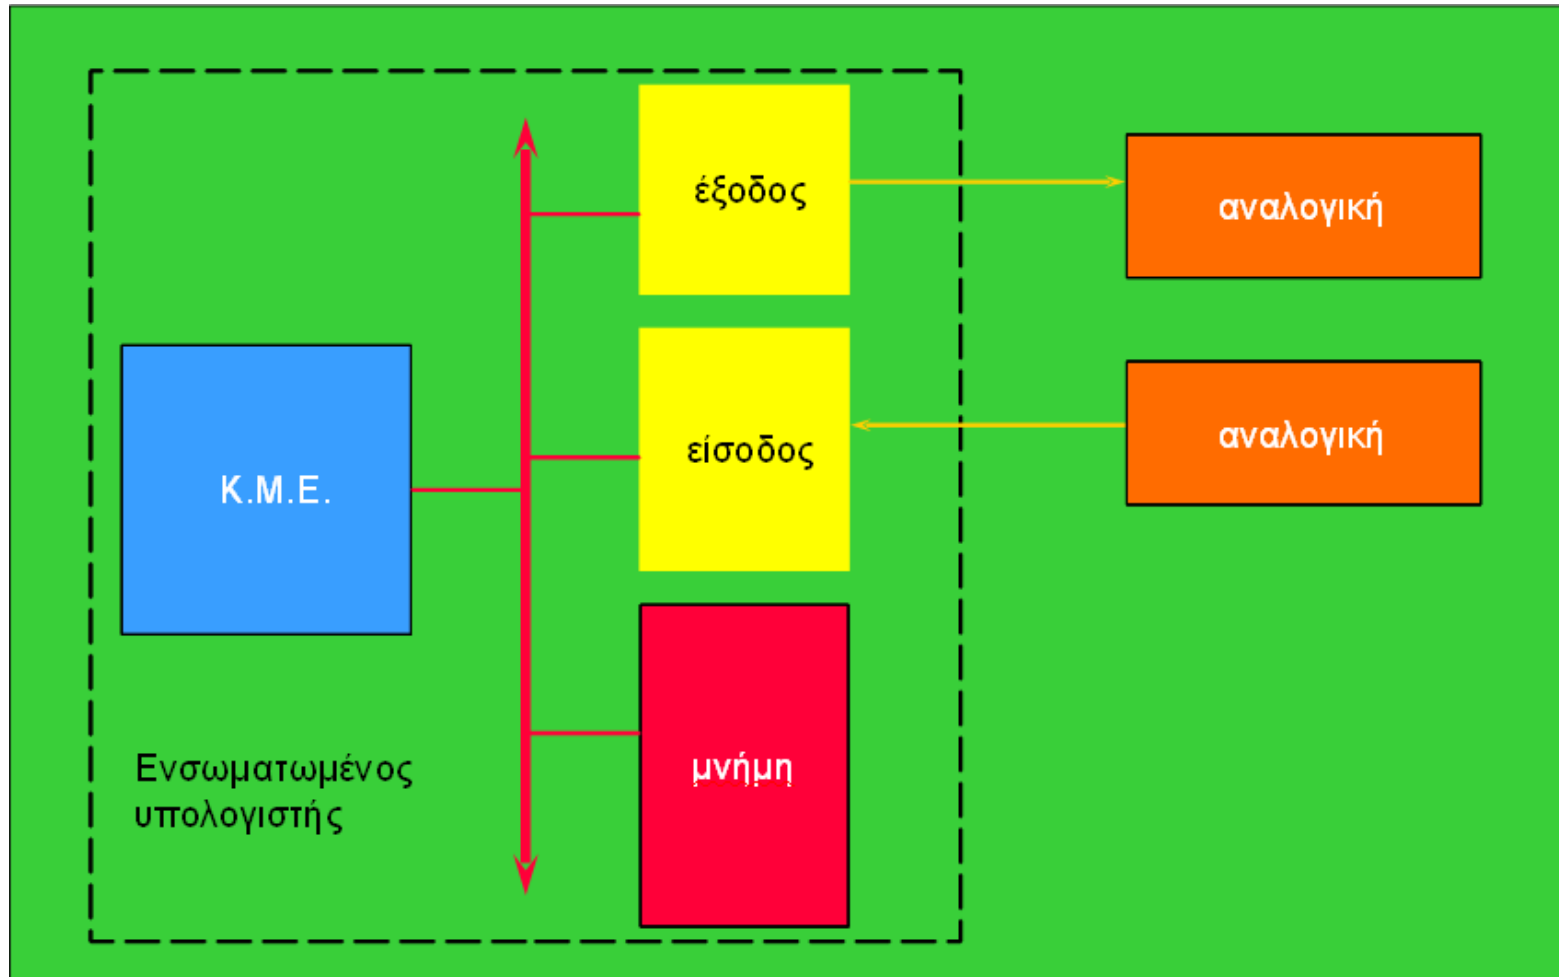 έξοδος
αναλογική
είσοδος
αναλογική
Κ.Μ.Ε.
μνήμη
Ενσωματωμένος
υπολογιστής